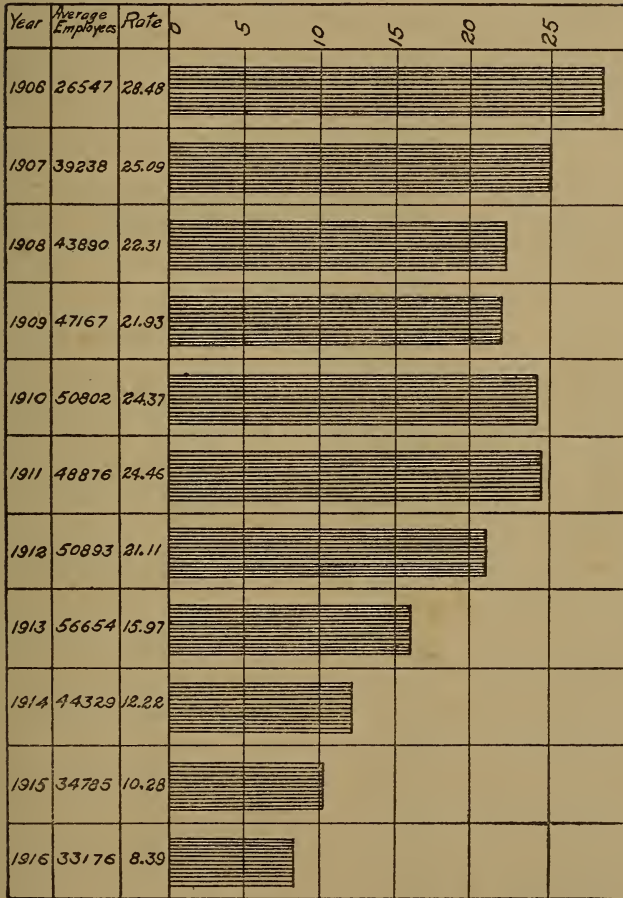 Year Average Employees Rate 0 5 10 15 20 25
1906 26547 28.48
1907 39238 25.09
1908 43890 22.31
1909 47167 21.93
1910 50802 24.37
1911 48876 24.46
1912 50893 21.11
1913 56654 15.97
1914 44329 12.22
1915 34785 10.28
1916 33176 8.39